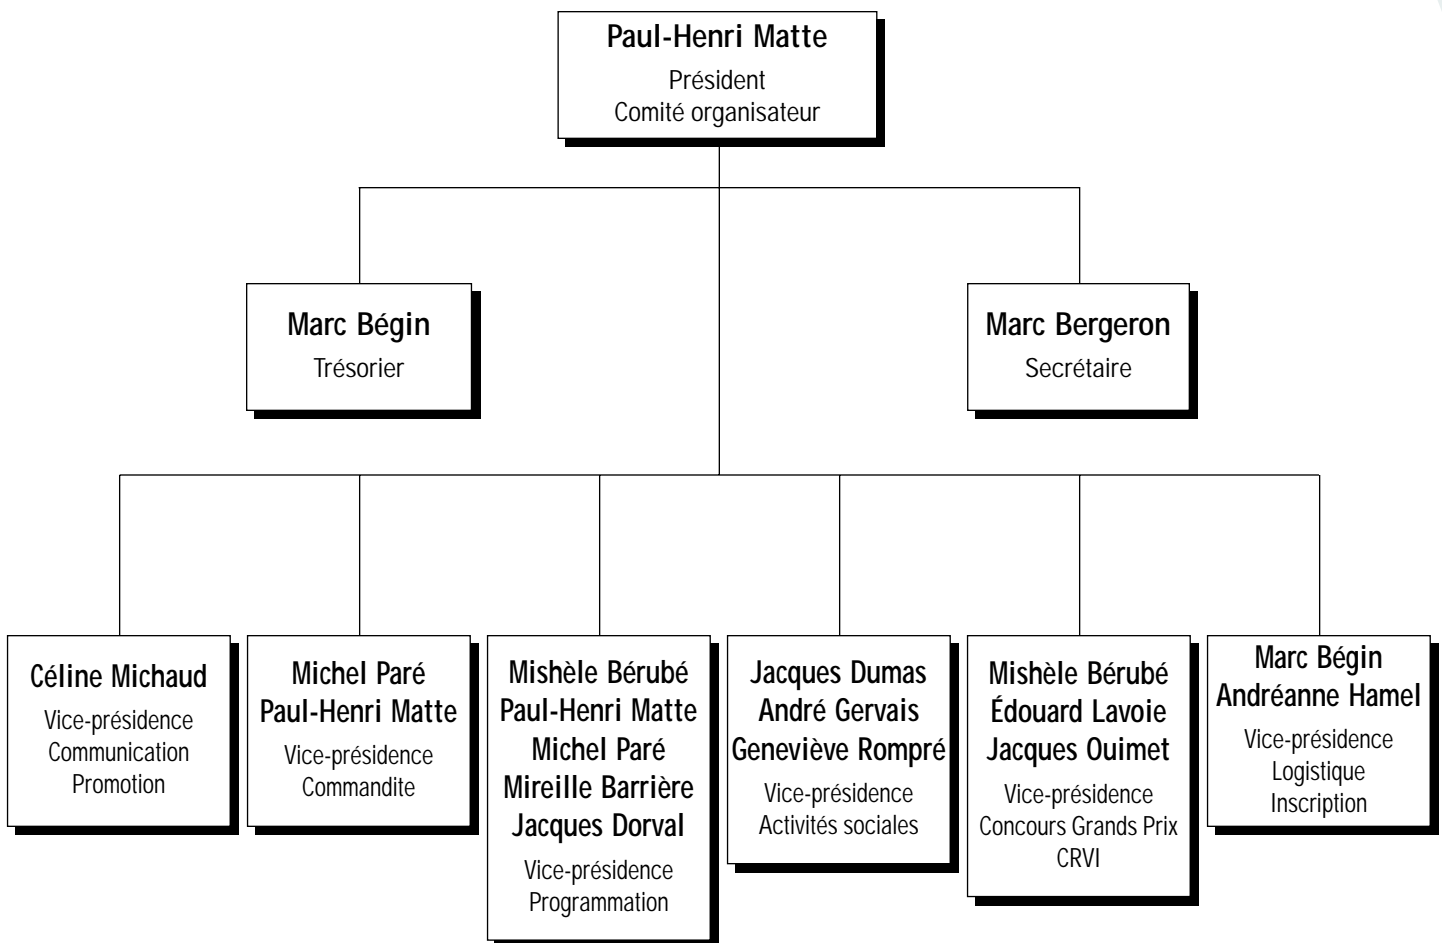 Paul-Henri Matte
Président
Comité organisateur
Marc Bégin
Trésorier
Marc Bergeron
Secrétaire
Céline Michaud
Vice-présidence
Communication
Promotion
Michel Paré
Paul-Henri Matte
Vice-présidence
Commandite
Mishèle Bérubé
Paul-Henri Matte
Michel Paré
Mireille Barrière
Jacques Dorval
Vice-présidence
Programmation
Jacques Dumas
André Gervais
Geneviève Rompré
Vice-présidence
Activités sociales
Mishèle Bérubé
Édouard Lavoie
Jacques Ouimet
Vice-présidence
Concours Grands Prix
CRVI
Marc Bégin
Andréanne Hamel
Vice-présidence
Logistique
Inscription